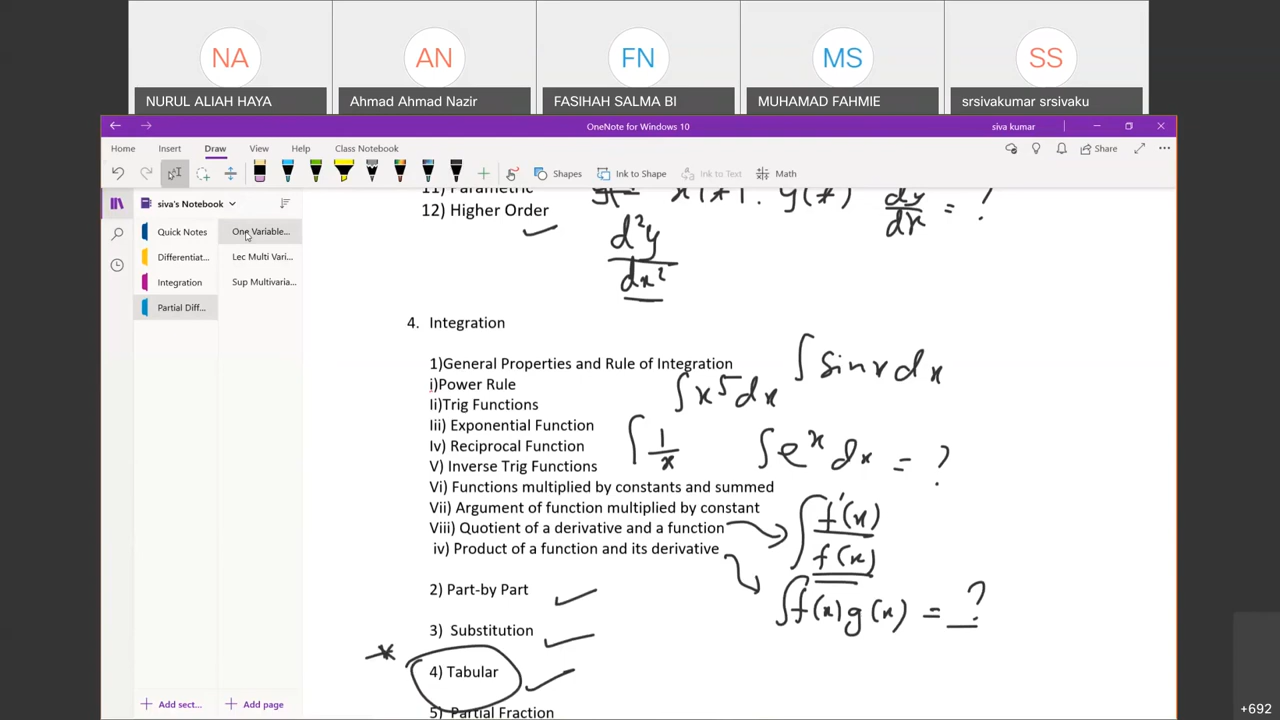 NA AN FN MS SS
NURUL ALIAH HAYA Ahmad Ahmad Nazir FASIHAH SALMA BI MUHAMAD FAHMIE srsivakumar srsivaku
OneNote for Windows 10 siva kumar
Home Insert Draw View Help Class Notebook Share
Shapes Ink to Shape Ink to Text Math
siva's Notebook
Quick Notes
Differentiat...
Integration
Partial Diff...
One Variable...
Lec Multi Vari...
Sup Multivaria...
Add sect... Add page
11) Parametric x(t). y(t) dy/dx = ?
12) Higher Order d²y/dx²
4. Integration
1)General Properties and Rule of Integration ∫ sinx dx
i)Power Rule ∫ x⁵ dx
Ii)Trig Functions
Iii) Exponential Function
Iv) Reciprocal Function ∫ 1/x ∫ eˣ dx = ?
V) Inverse Trig Functions
Vi) Functions multiplied by constants and summed
Vii) Argument of function multiplied by constant
Viii) Quotient of a derivative and a function ∫ f'(x)/f(x)
iv) Product of a function and its derivative
2) Part-by Part ∫f(x)g(x) = ?
3) Substitution
4) Tabular
5) Partial Fraction
+692